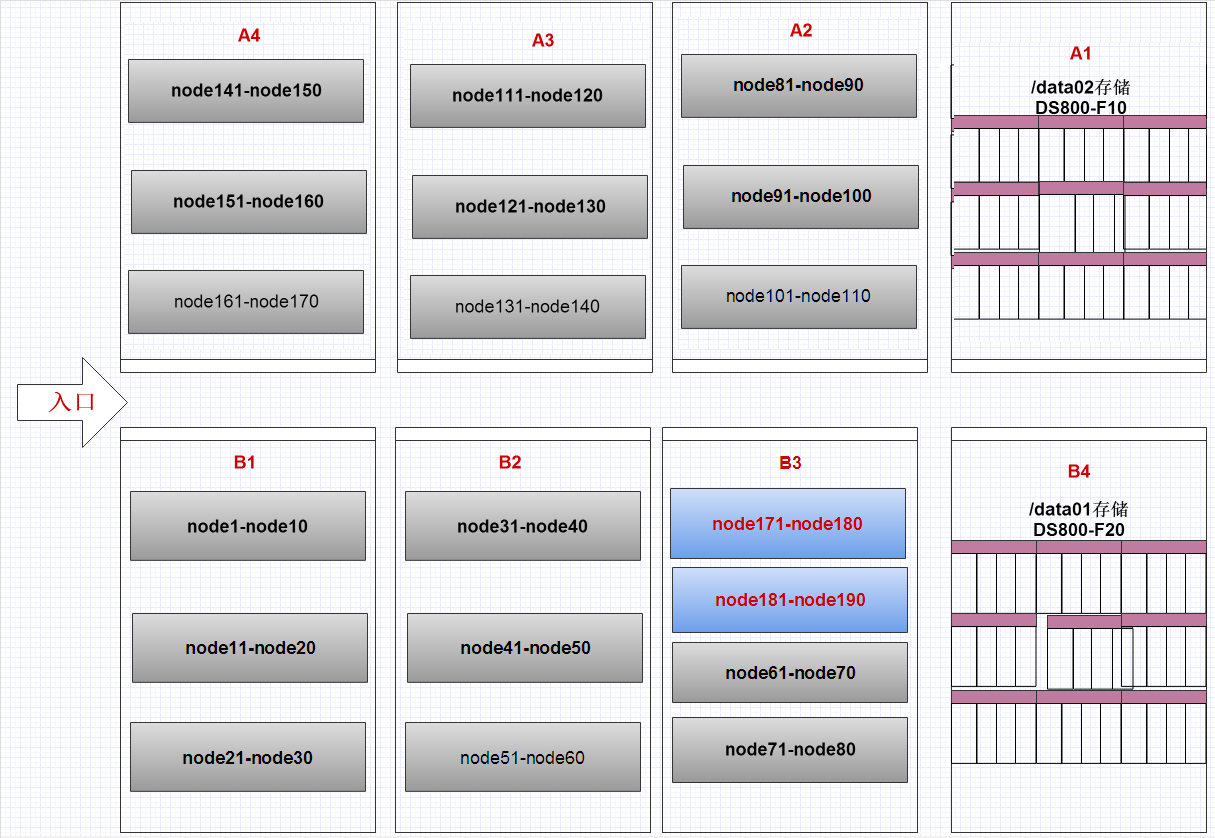 A4
node141-node150
node151-node160
node161-node170
A3
node111-node120
node121-node130
node131-node140
A2
node81-node90
node91-node100
node101-node110
A1
/data02存储
DS800-F10
入口
B1
node1-node10
node11-node20
node21-node30
B2
node31-node40
node41-node50
node51-node60
B3
node171-node180
node181-node190
node61-node70
node71-node80
B4
/data01存储
DS800-F20